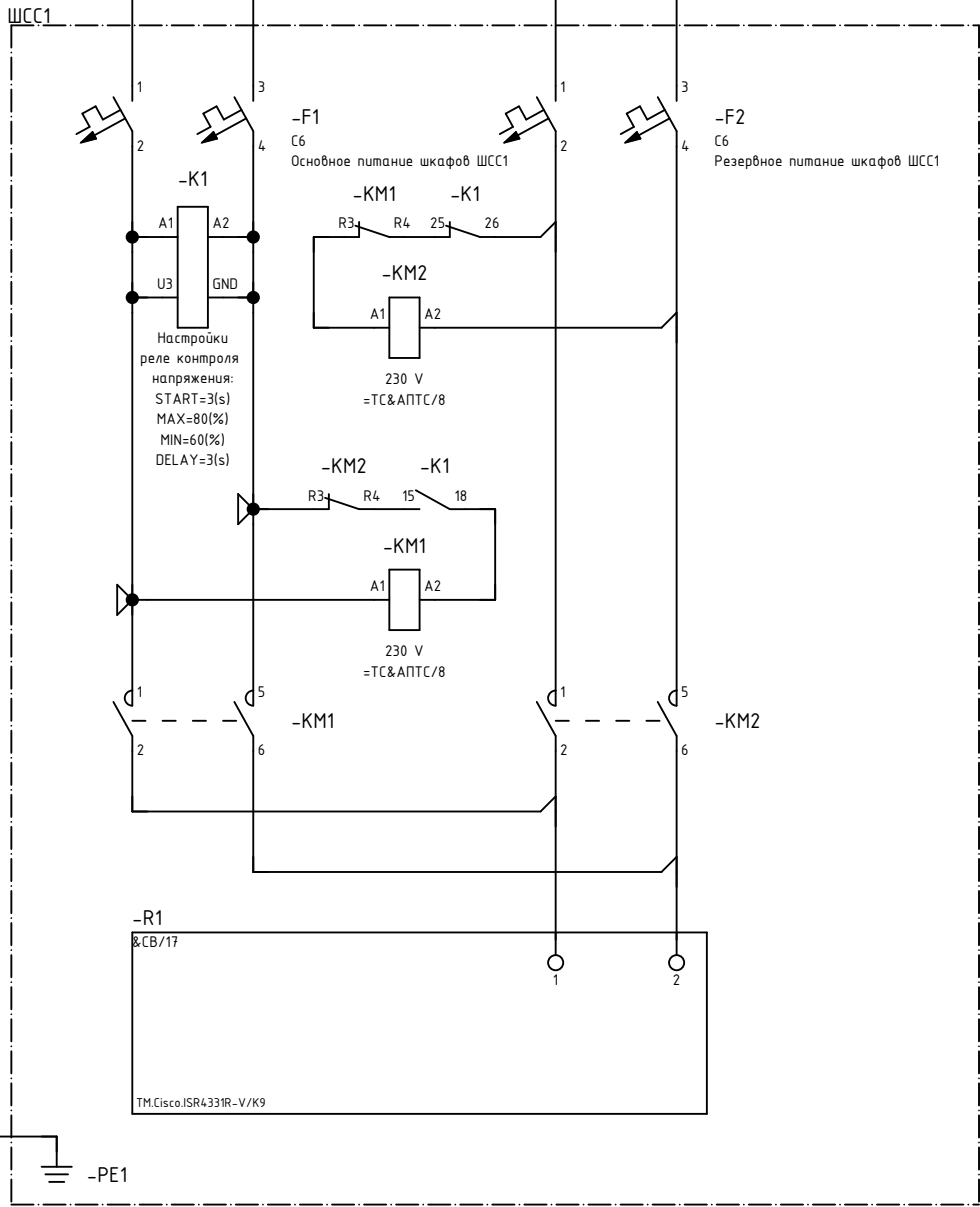 ШСС1
1
3
1
3
-F1
C6
Основное питание шкафов ШСС1
-F2
C6
Резервное питание шкафов ШСС1
2
4
2
4
-K1
A1
A2
U3
GND
Настройки
реле контроля
напряжения:
START=3(s)
MAX=80(%)
MIN=60(%)
DELAY=3(s)
-KM1
-K1
R3
R4
25
26
-KM2
A1
A2
230 V
=ТС&АПТС/8
-KM2
-K1
R3
R4
15
18
-KM1
A1
A2
230 V
=ТС&АПТС/8
1
5
-KM1
2
6
1
5
-KM2
2
6
-R1
&CB/17
1
2
TM.Cisco.ISR4331R-V/K9
-PE1